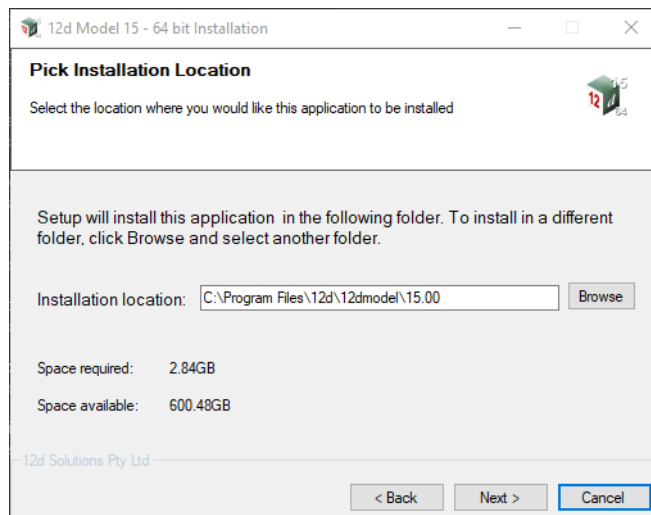 12d Model 15 - 64 bit Installation
Pick Installation Location
Select the location where you would like this application to be installed
15
12 d
64
Setup will install this application in the following folder. To install in a different
folder, click Browse and select another folder.
Installation location: C:\Program Files\12d\12dmodel\15.00 Browse
Space required: 2.84GB
Space available: 600.48GB
12d Solutions Pty Ltd
< Back Next > Cancel